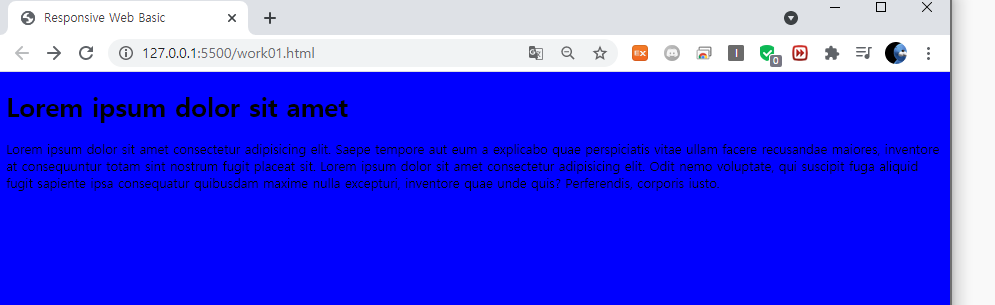 Responsive Web Basic
127.0.0.1:5500/work01.html
0
Lorem ipsum dolor sit amet
Lorem ipsum dolor sit amet consectetur adipisicing elit. Saepe tempore aut eum a explicabo quae perspiciatis vitae ullam facere recusandae maiores, inventore
at consequuntur totam sint nostrum fugit placeat sit. Lorem ipsum dolor sit amet consectetur adipisicing elit. Odit nemo voluptate, qui suscipit fuga aliquid
fugit sapiente ipsa consequatur quibusdam maxime nulla excepturi, inventore quae unde quis? Perferendis, corporis iusto.